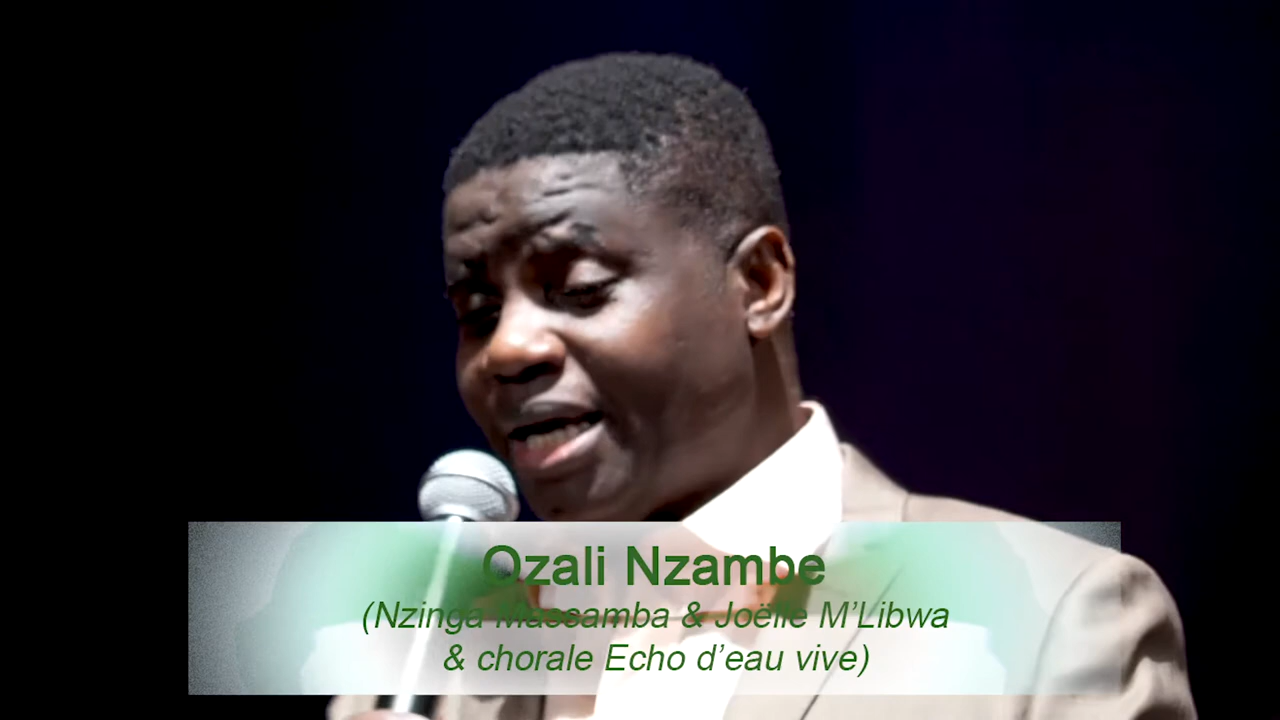 Ozali Nzambe
(Nzinga Massamba & Joëlle M’Libwa
& chorale Echo d’eau vive)